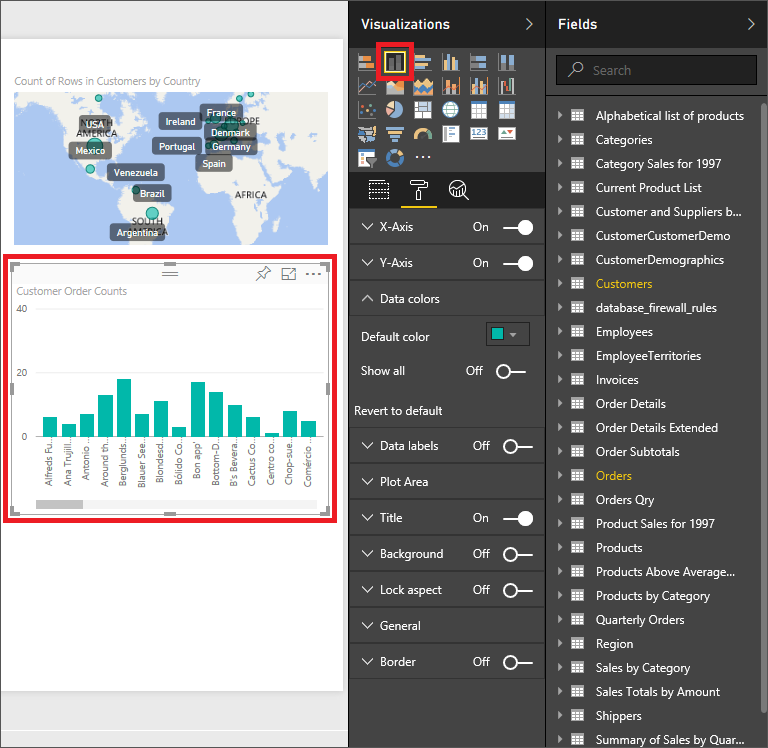 Count of Rows in Customers by Country
NORTH
AMERICA
USA
Mexico
Ireland
France
EUROPE
Denmark
Portugal
Germany
Spain
Venezuela
Brazil
AFRICA
SOUTH
AMERICA
Argentina
Customer Order Counts
40
20
0
Alfreds Fu...
Ana Trujill...
Antonio ...
Around th...
Berglunds...
Blauer See...
Blondesd...
Bólido Co...
Bon app'
Bottom-D...
B's Bevera...
Cactus Co...
Centro co...
Chop-sue...
Comércio ...
Visualizations
123
X-Axis On
Y-Axis On
Data colors
Default color
Show all Off
Revert to default
Data labels Off
Plot Area
Title On
Background Off
Lock aspect Off
General
Border Off
Fields
Search
Alphabetical list of products
Categories
Category Sales for 1997
Current Product List
Customer and Suppliers b...
CustomerCustomerDemo
CustomerDemographics
Customers
database_firewall_rules
Employees
EmployeeTerritories
Invoices
Order Details
Order Details Extended
Order Subtotals
Orders
Orders Qry
Product Sales for 1997
Products
Products Above Average...
Products by Category
Quarterly Orders
Region
Sales by Category
Sales Totals by Amount
Shippers
Summary of Sales by Quar...